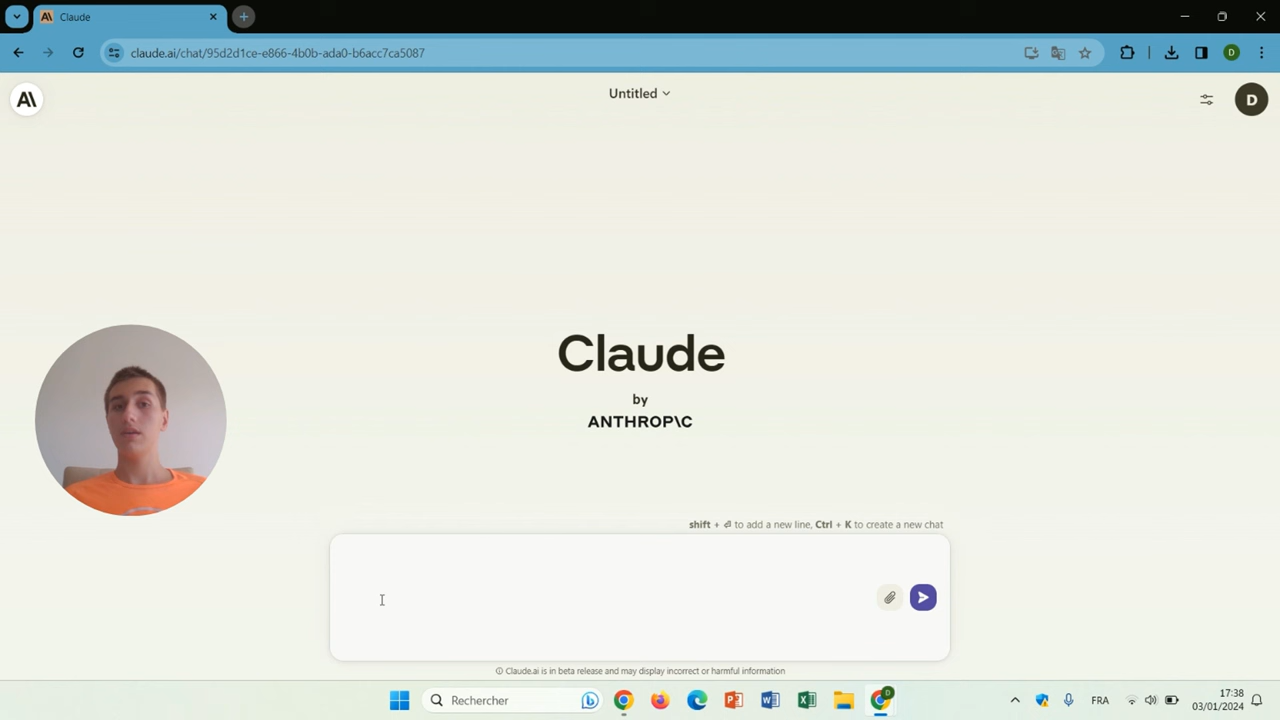 Claude
claude.ai/chat/95d2d1ce-e866-4b0b-ada0-b6acc7ca5087
D
A\
Untitled
D
Claude
by
ANTHROP\C
shift + ⏎ to add a new line, Ctrl + K to create a new chat
Claude.ai is in beta release and may display incorrect or harmful information
Rechercher
FRA
17:38
03/01/2024